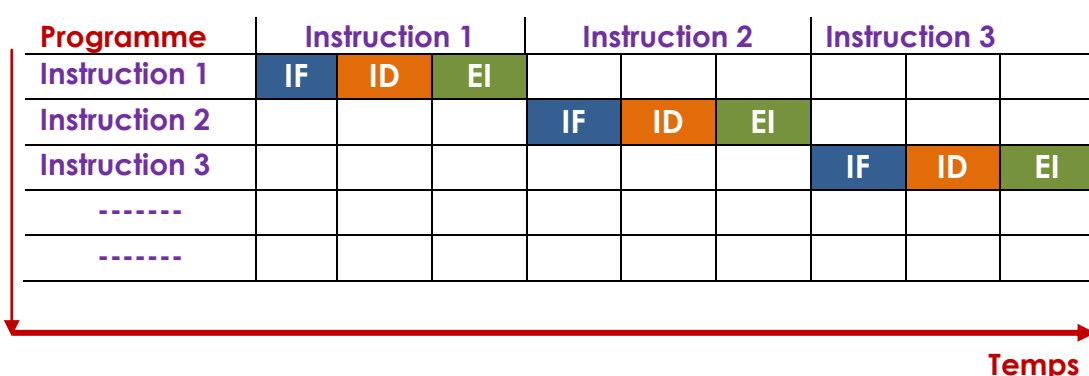 Programme Instruction 1 Instruction 2 Instruction 3
Instruction 1 IF ID EI
Instruction 2 IF ID EI
Instruction 3 IF ID EI
-------
-------
Temps